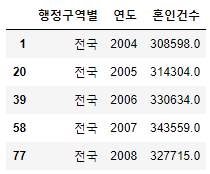 행정구역별 연도 혼인건수
1 전국 2004 308598.0
20 전국 2005 314304.0
39 전국 2006 330634.0
58 전국 2007 343559.0
77 전국 2008 327715.0